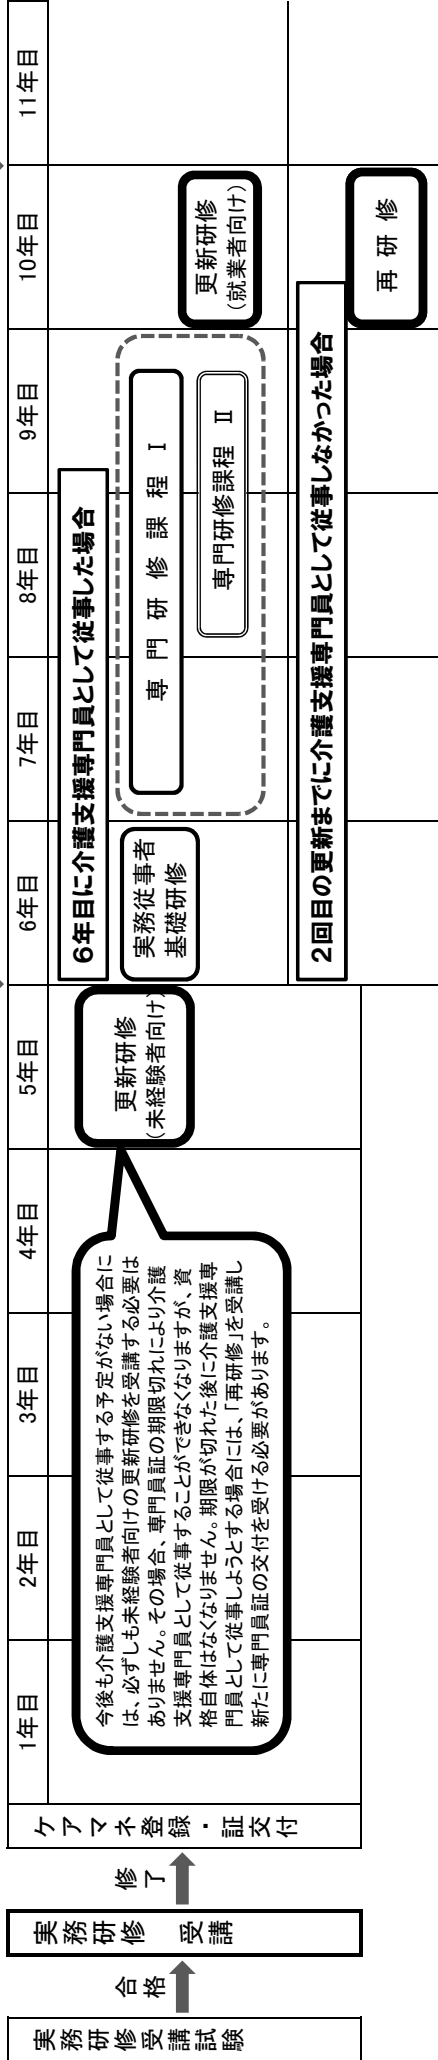 実務研修受講試験
合格
実務研修 受講
修了
ケアマネ登録・証交付
1年目
2年目
3年目
4年目
5年目
6年目
7年目
8年目
9年目
10年目
11年目
今後も介護支援専門員として従事する予定がない場合に
は、必ずしも未経験者向けの更新研修を受講する必要は
ありません。その場合、専門員証の期限切れにより介護
支援専門員として従事することができなくなりますが、資
格自体はなくなりません。期限が切れた後に介護支援専
門員として従事しようとする場合には、「再研修」を受講し
新たに専門員証の交付を受ける必要があります。
更新研修
(未経験者向け)
6年目に介護支援専門員として従事した場合
実務従事者
基礎研修
専門研修課程 Ⅰ
専門研修課程 Ⅱ
更新研修
(就業者向け)
2回目の更新までに介護支援専門員として従事しなかった場合
再研修